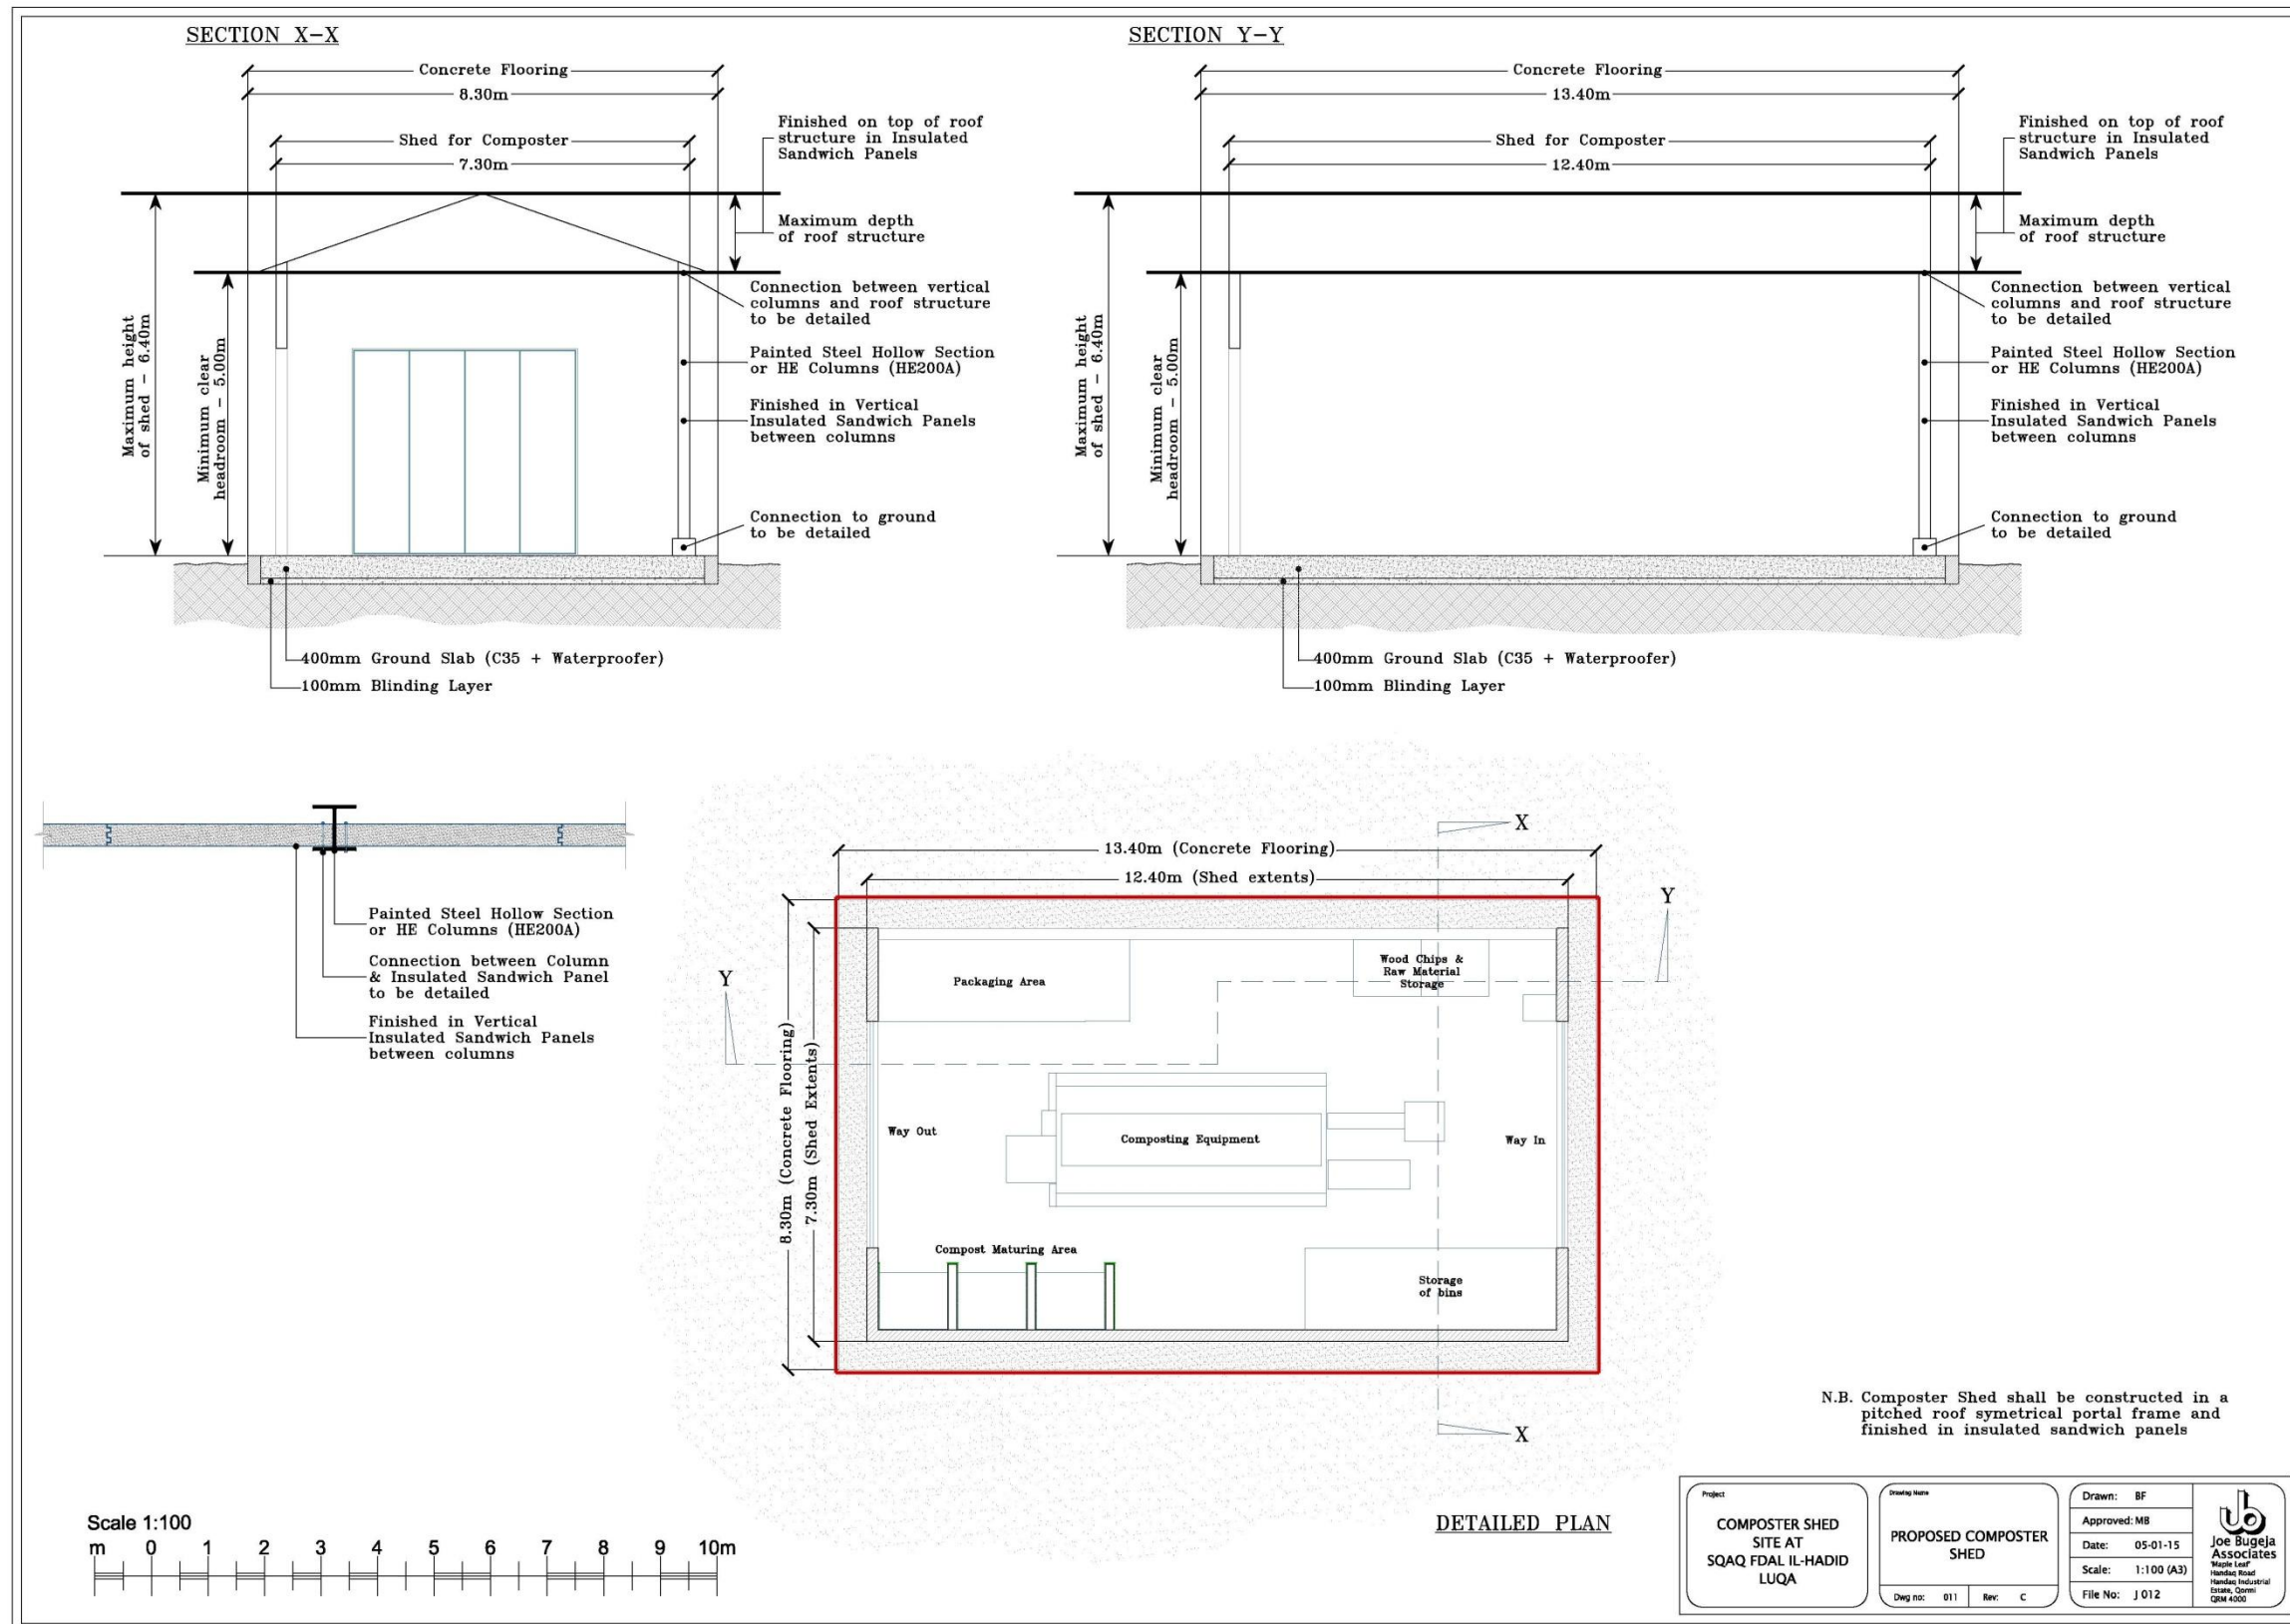 SECTION X-X
Concrete Flooring
8.30m
Shed for Composter
7.30m
Finished on top of roof
structure in Insulated
Sandwich Panels
Maximum depth
of roof structure
Connection between vertical
columns and roof structure
to be detailed
Painted Steel Hollow Section
or HE Columns (HE200A)
Finished in Vertical
Insulated Sandwich Panels
between columns
Connection to ground
to be detailed
Maximum height
of shed - 6.40m
Minimum clear
headroom - 5.00m
400mm Ground Slab (C35 + Waterproofer)
100mm Blinding Layer
SECTION Y-Y
Concrete Flooring
13.40m
Shed for Composter
12.40m
Finished on top of roof
structure in Insulated
Sandwich Panels
Maximum depth
of roof structure
Connection between vertical
columns and roof structure
to be detailed
Painted Steel Hollow Section
or HE Columns (HE200A)
Finished in Vertical
Insulated Sandwich Panels
between columns
Connection to ground
to be detailed
Maximum height
of shed - 6.40m
Minimum clear
headroom - 5.00m
400mm Ground Slab (C35 + Waterproofer)
100mm Blinding Layer
Painted Steel Hollow Section
or HE Columns (HE200A)
Connection between Column
& Insulated Sandwich Panel
to be detailed
Finished in Vertical
Insulated Sandwich Panels
between columns
X
13.40m (Concrete Flooring)
12.40m (Shed extents)
Y
Y
8.30m (Concrete Flooring)
7.30m (Shed Extents)
Packaging Area
Wood Chips &
Raw Material
Storage
Way Out
Composting Equipment
Way In
Compost Maturing Area
Storage
of bins
X
DETAILED PLAN
N.B. Composter Shed shall be constructed in a
pitched roof symetrical portal frame and
finished in insulated sandwich panels
Scale 1:100
m 0 1 2 3 4 5 6 7 8 9 10m
Project
COMPOSTER SHED
SITE AT
SQAQ FDAL IL-HADID
LUQA
Drawing Name
PROPOSED COMPOSTER
SHED
Dwg no: 011 Rev: C
Drawn: BF
Approved: MB
Date: 05-01-15
Scale: 1:100 (A3)
File No: J 012
Joe Bugeja
Associates
'Maple Leaf'
Handaq Road
Handaq Industrial
Estate, Qormi
QRM 4000